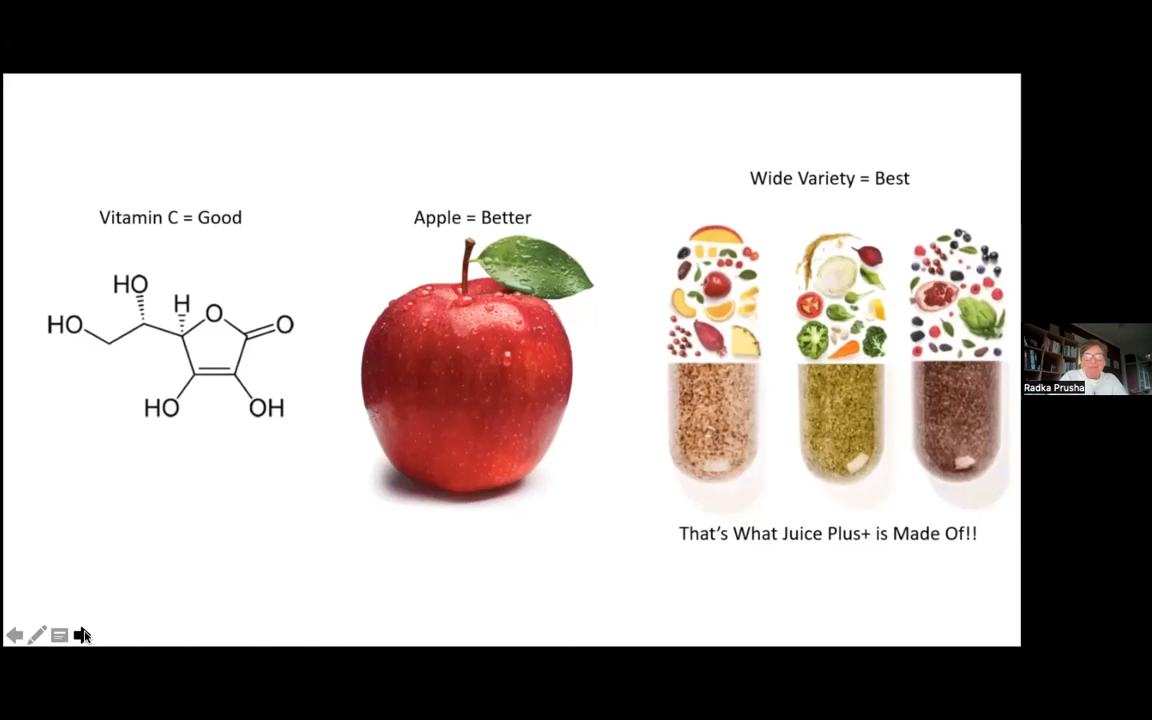 Wide Variety = Best
Vitamin C = Good
Apple = Better
HO
H
O
HO
O
HO
OH
Radka Prusha
That's What Juice Plus+ is Made Of!!